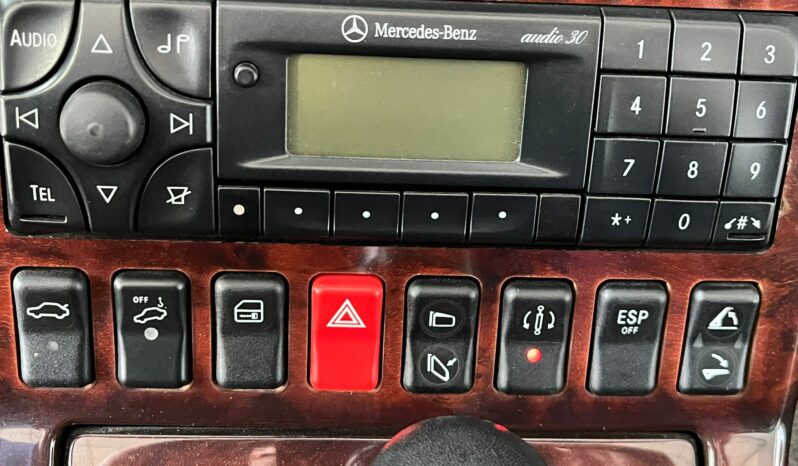 AUDIO
Mercedes-Benz audio 30
1 2 3
4 5 6
TEL
7 8 9
*+ 0 #
OFF
ESP
OFF